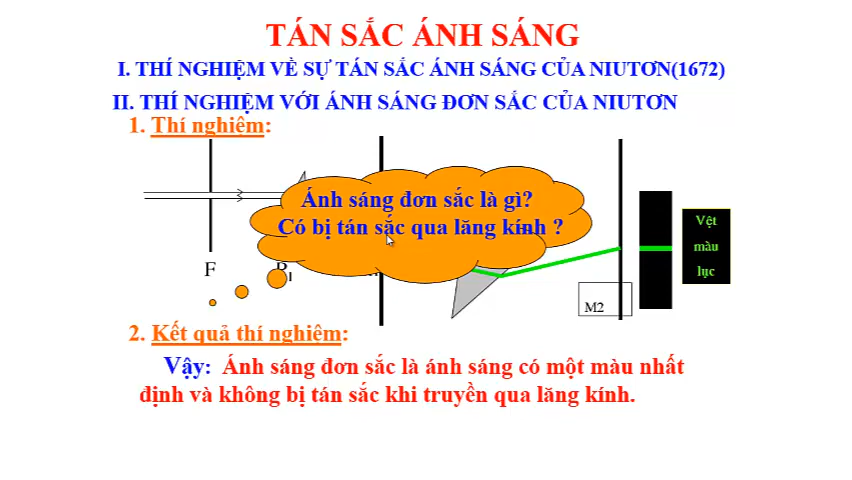 TÁN SẮC ÁNH SÁNG
I. THÍ NGHIỆM VỀ SỰ TÁN SẮC ÁNH SÁNG CỦA NIUTƠN(1672)
II. THÍ NGHIỆM VỚI ÁNH SÁNG ĐƠN SẮC CỦA NIUTƠN
1. Thí nghiệm:
Ánh sáng đơn sắc là gì?
Có bị tán sắc qua lăng kính ?
F
M2
Vệt
màu
lục
2. Kết quả thí nghiệm:
Vậy: Ánh sáng đơn sắc là ánh sáng có một màu nhất
định và không bị tán sắc khi truyền qua lăng kính.